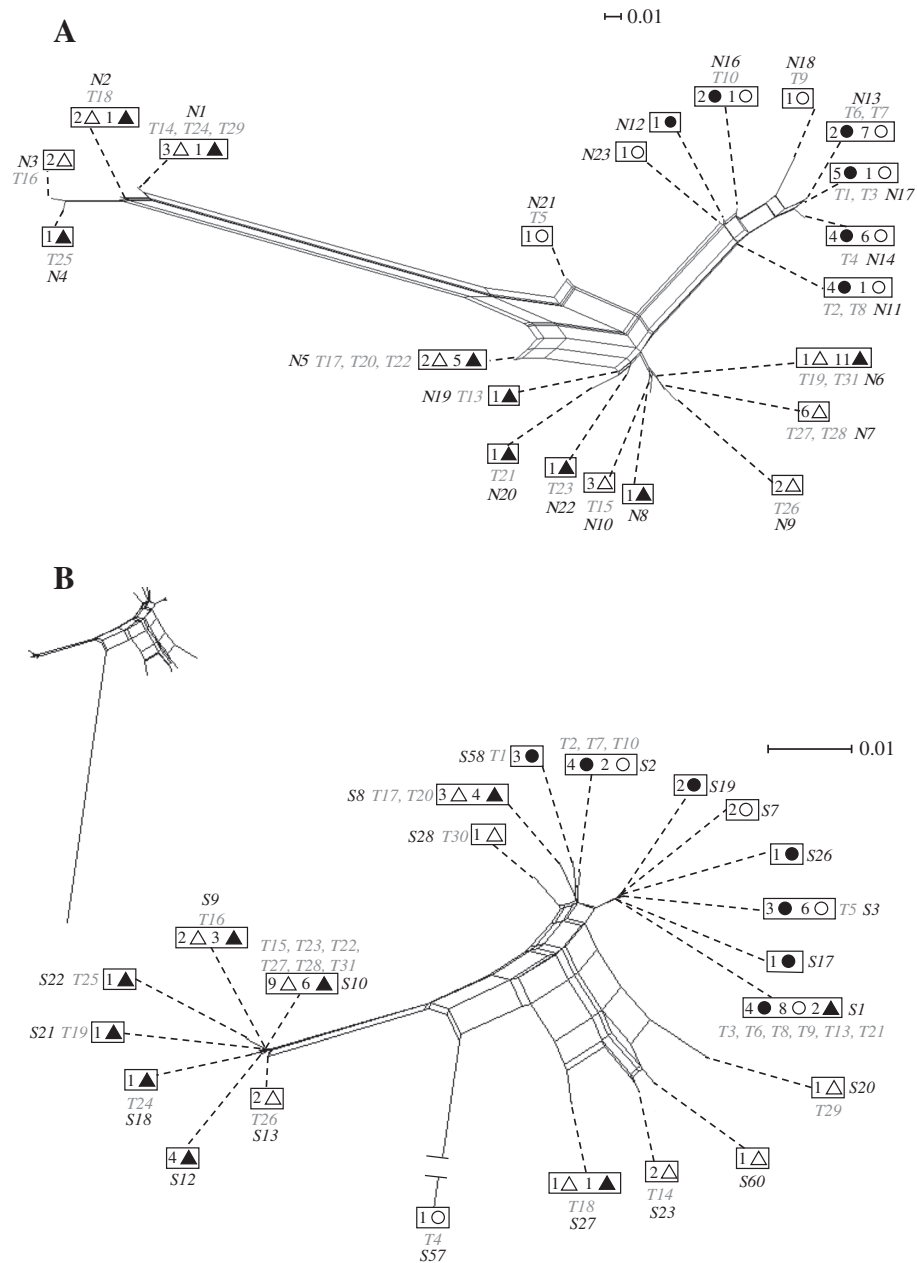 A
0.01
N2
T18
2 1
N1
T14, T24, T29
3 1
N3
T16
2
1
T25
N4
N21
T5
1
N16
T10
2 1
N18
T9
1
N13
T6, T7
2 7
N12 1
N23 1
5 1
T1, T3 N17
4 6
T4 N14
4 1
T2, T8 N11
N5 T17, T20, T22 2 5
1 11
T19, T31 N6
N19 T13 1
6
T27, T28 N7
1
T21
N20
1
T23
N22
3
T15
N10
1
N8
2
T26
N9
B
0.01
S58 T1 3
T2, T7, T10
4 2 S2
S8 T17, T20 3 4
2 S19
2 S7
S28 T30 1
1 S26
3 6 T5 S3
S9
T16
2 3
T15, T23, T22,
T27, T28, T31
9 6 S10
1 S17
S22 T25 1
4 8 2 S1
T3, T6, T8, T9, T13, T21
S21 T19 1
1
T24
S18
2
T26
S13
1 S20
T29
4
S12
1 1
T18
S27
2
T14
S23
1
S60
1
T4
S57